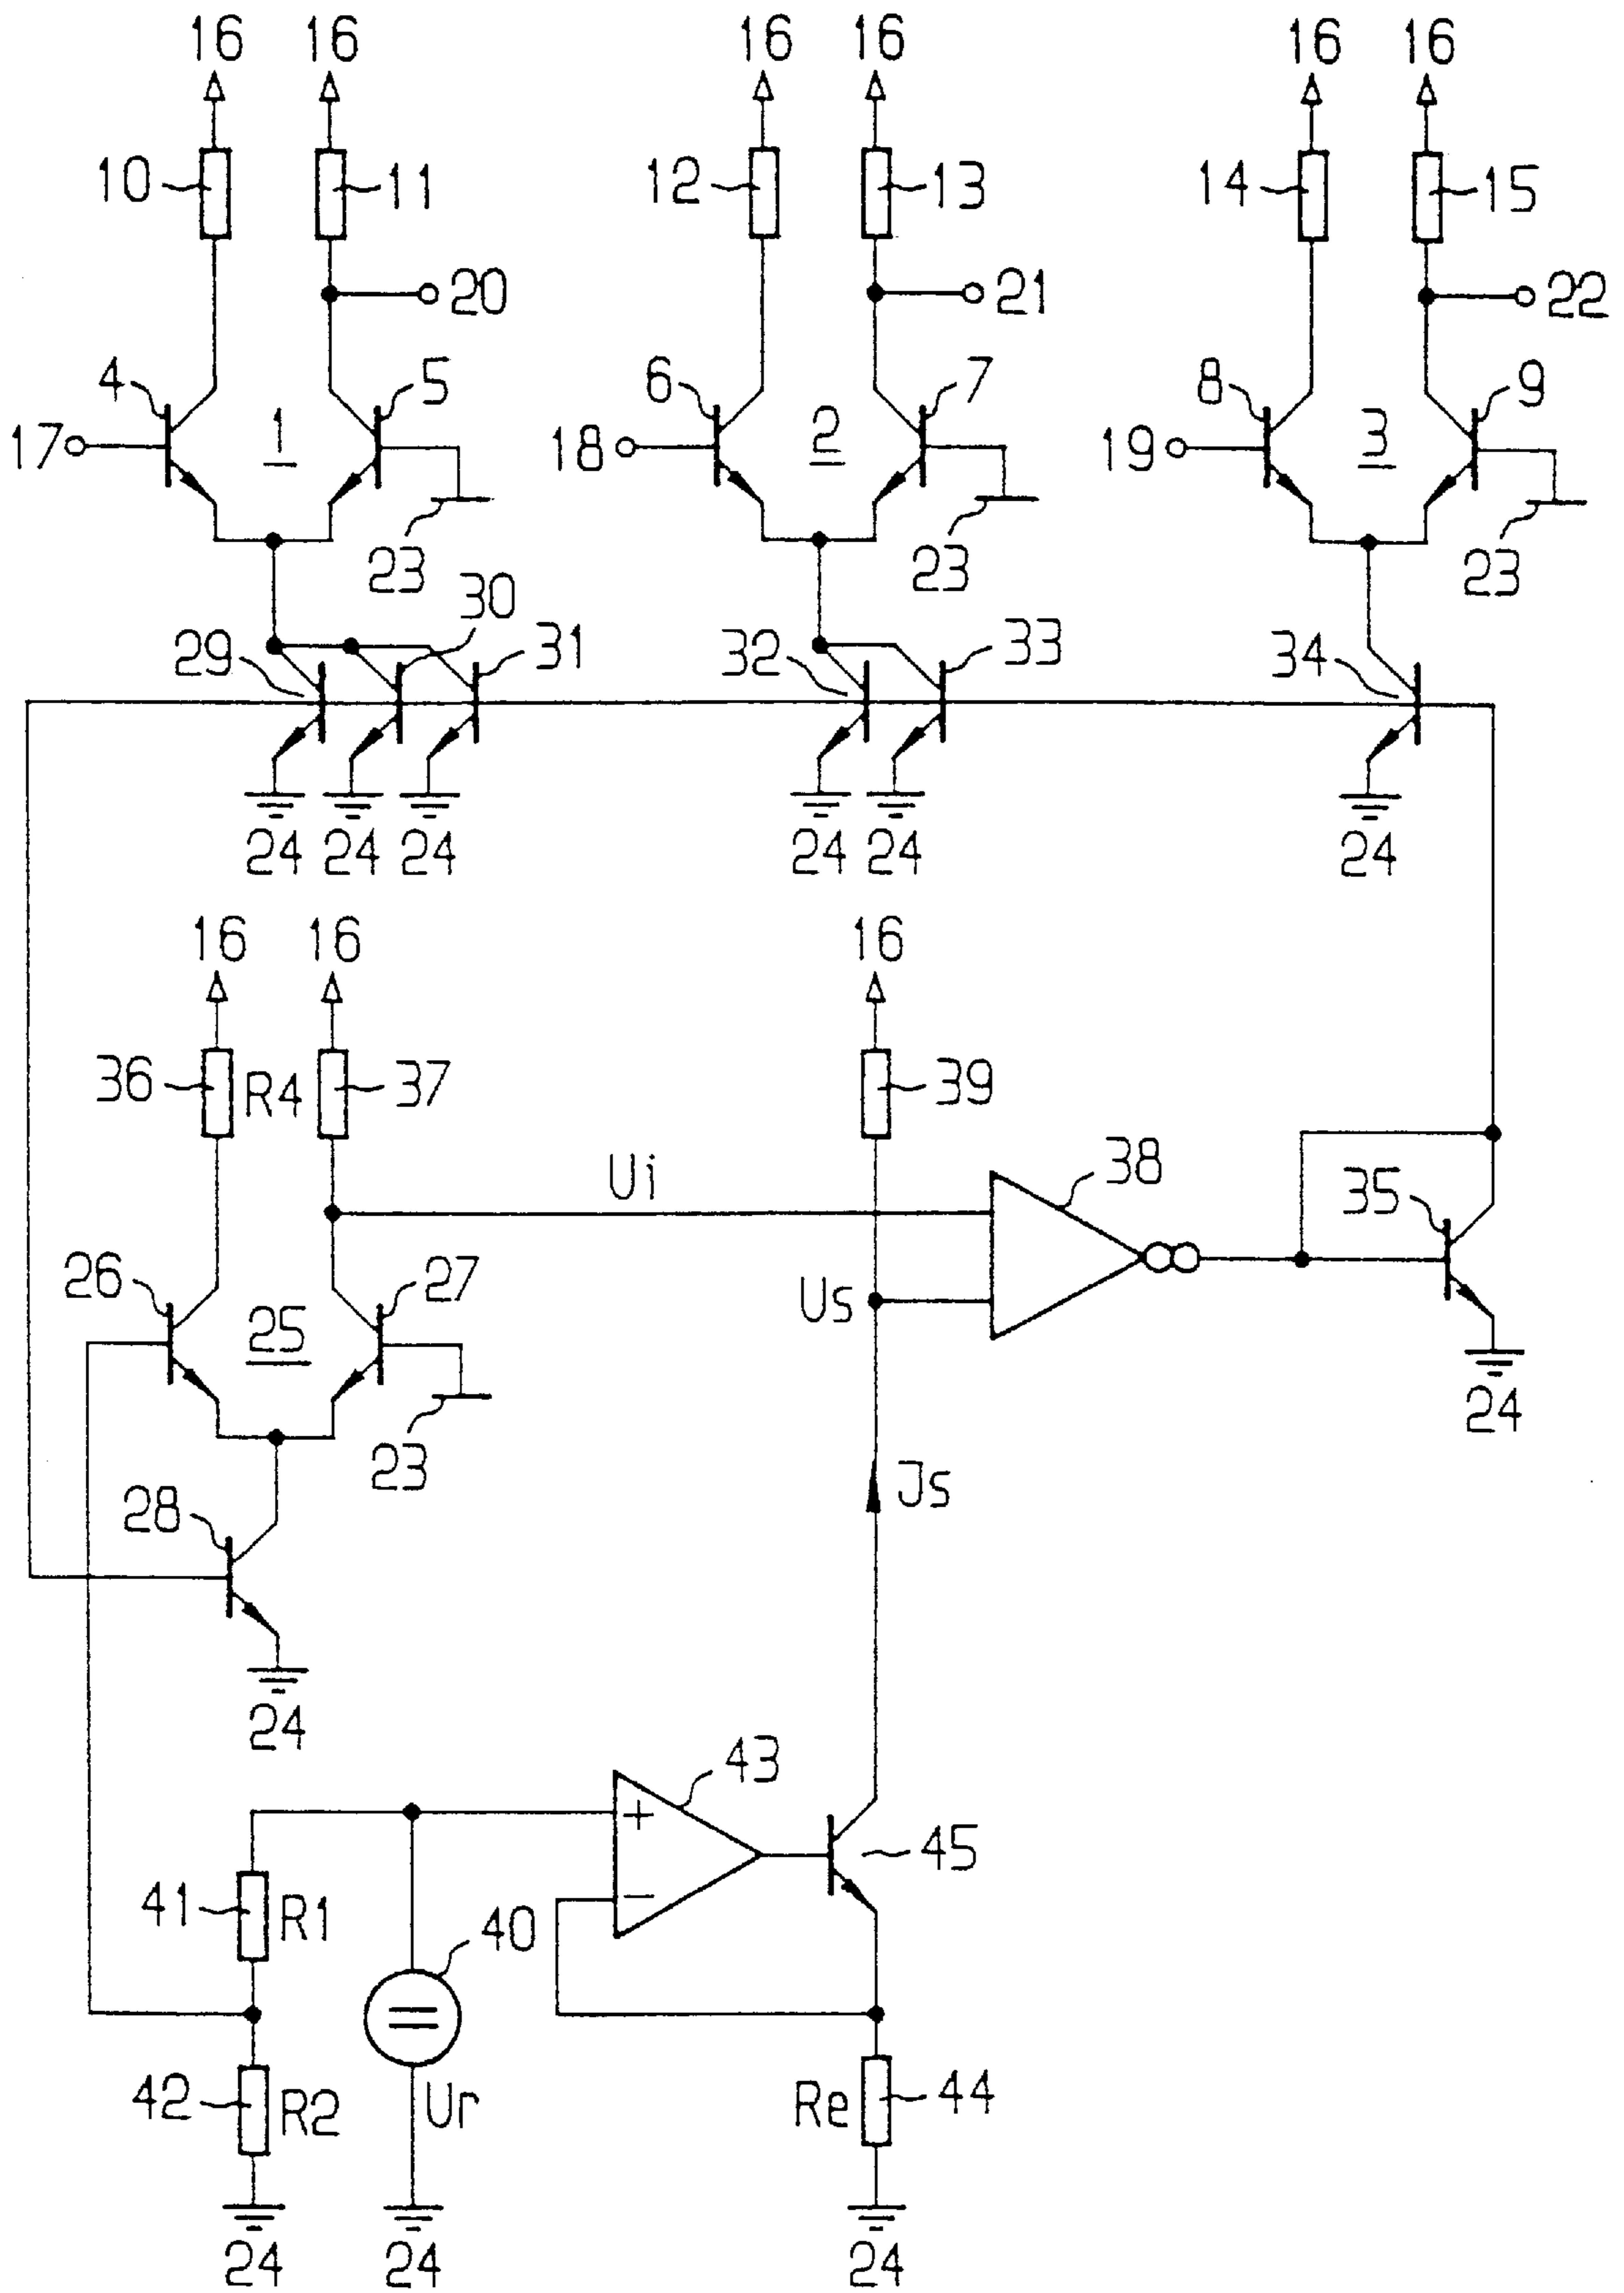 16 16 16 16 16 16
10 11 12 13 14 15
20 21 22
4 5 6 7 8 9
17 1 18 2 19 3
23 23 23
30
29 31 32 33 34
24 24 24 24 24 24
16 16 16
36 R4 37 39
Ui 38
35
26 25 27 Us
24
23
28 Js
24
43
+
45
41 R1 −
40
42 R2 Ur Re 44
24 24 24